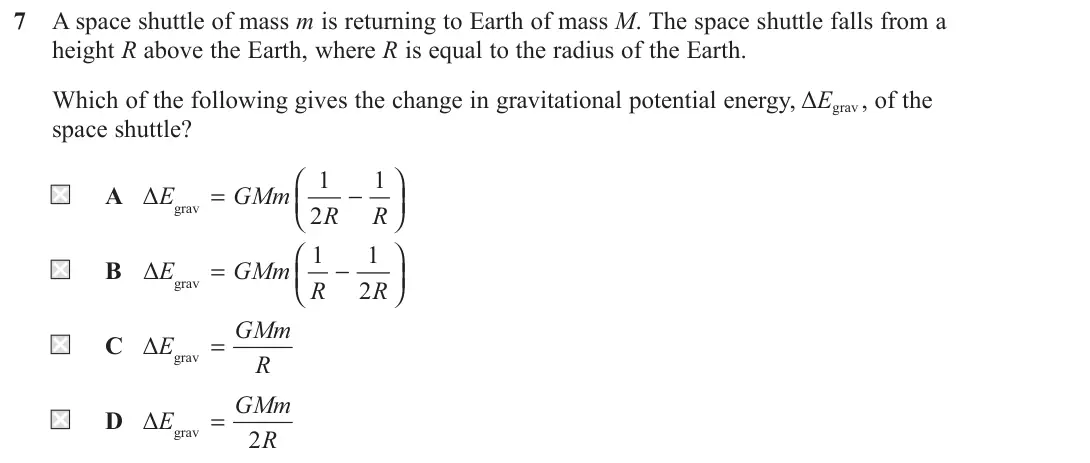 7 A space shuttle of mass m is returning to Earth of mass M. The space shuttle falls from a
height R above the Earth, where R is equal to the radius of the Earth.
Which of the following gives the change in gravitational potential energy, ΔE_grav, of the
space shuttle?
A ΔE_grav = GMm(1/2R − 1/R)
B ΔE_grav = GMm(1/R − 1/2R)
C ΔE_grav = GMm/R
D ΔE_grav = GMm/2R